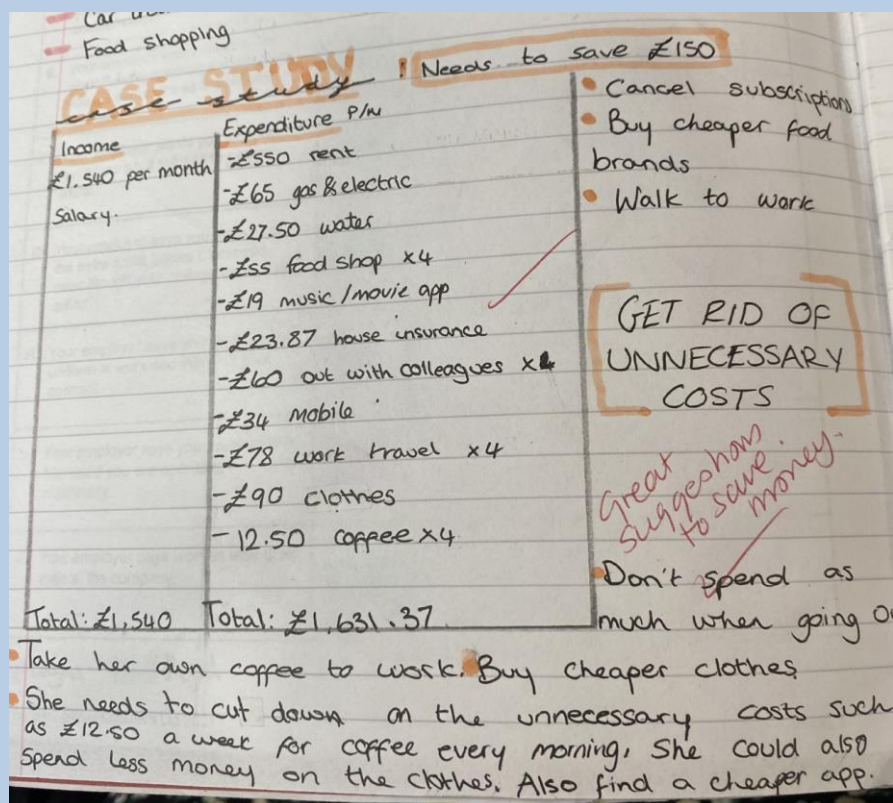 Car
Food shopping
CASE STUDY
case study
! Needs to save £150
Income
£1.540 per month
Salary.
Expenditure P/M
-£550 rent
-£65 gas & electric
-£27.50 water
-£55 food shop x4
-£19 music/movie app
-£23.87 house insurance
-£60 out with colleagues x4
-£34 mobile
-£78 work travel x4
-£90 clothes
- 12.50 coffee x4
Total: £1,540 Total: £1,631.37
• Cancel subscription
• Buy cheaper food
brands
• Walk to work
GET RID OF
UNNECESSARY
COSTS
Great
suggestions
to save
money.
• Don't spend as
much when going
• Take her own coffee to work. • Buy cheaper clothes
• She needs to cut down on the unnecessary costs such
as £12.50 a week for coffee every morning, She could also
Spend less money on the clothes. Also find a cheaper app.